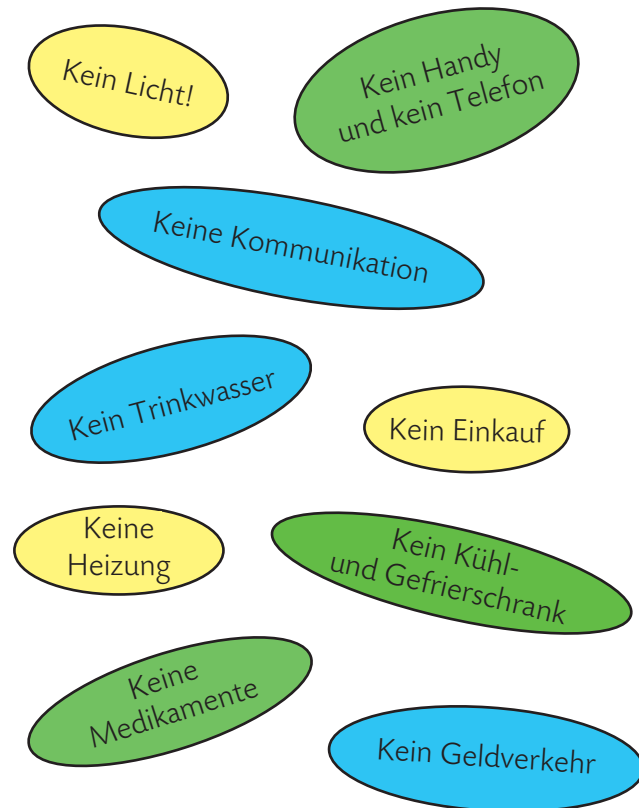 Kein Licht!
Kein Handy
und kein Telefon
Keine Kommunikation
Kein Trinkwasser
Kein Einkauf
Keine
Heizung
Kein Kühl-
und Gefrierschrank
Keine
Medikamente
Kein Geldverkehr